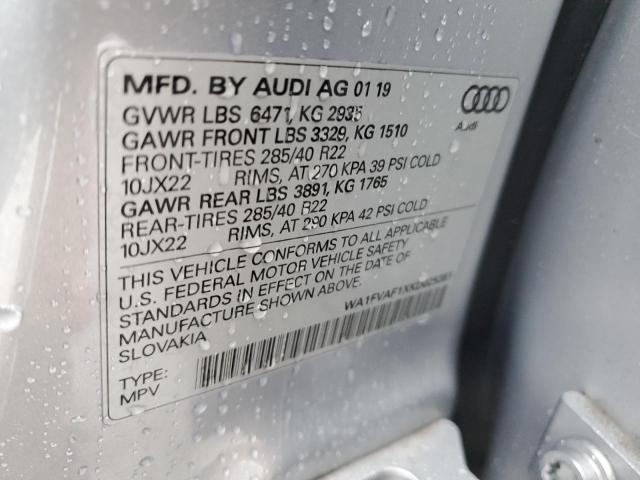 MFD. BY AUDI AG 01 19
GVWR LBS 6471, KG 2935
GAWR FRONT LBS 3329, KG 1510
FRONT-TIRES 285/40 R22
10JX22 RIMS, AT 270 KPA 39 PSI COLD
GAWR REAR LBS 3891, KG 1765
REAR-TIRES 285/40 R22
10JX22 RIMS, AT 290 KPA 42 PSI COLD
THIS VEHICLE CONFORMS TO ALL APPLICABLE
U.S. FEDERAL MOTOR VEHICLE SAFETY
STANDARDS IN EFFECT ON THE DATE OF
MANUFACTURE SHOWN ABOVE.
SLOVAKIA
TYPE:
MPV
Audi